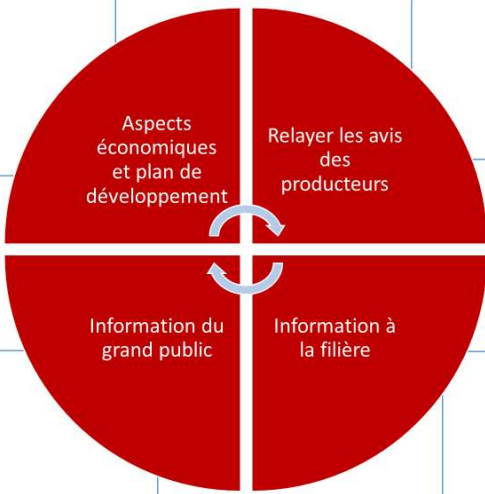 Aspects
économiques
et plan de
développement
Relayer les avis
des
producteurs
Information du
grand public
Information à
la filière